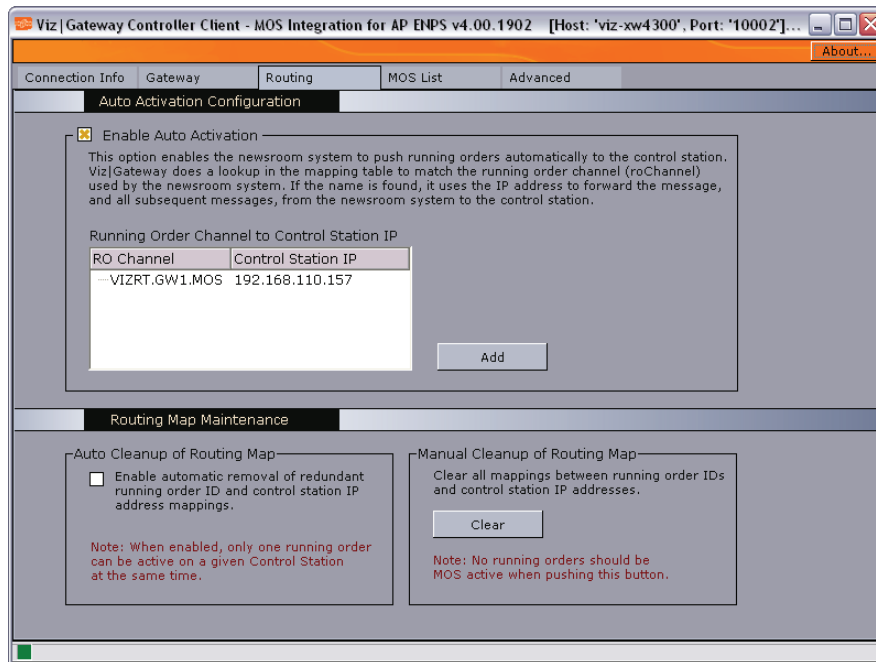 Viz|Gateway Controller Client - MOS Integration for AP ENPS v4.00.1902 [Host: 'viz-xw4300', Port: '10002']...
About...
Connection Info Gateway Routing MOS List Advanced
Auto Activation Configuration
Enable Auto Activation
This option enables the newsroom system to push running orders automatically to the control station.
Viz|Gateway does a lookup in the mapping table to match the running order channel (roChannel)
used by the newsroom system. If the name is found, it uses the IP address to forward the message,
and all subsequent messages, from the newsroom system to the control station.
Running Order Channel to Control Station IP
RO Channel Control Station IP
VIZRT.GW1.MOS 192.168.110.157
Add
Routing Map Maintenance
Auto Cleanup of Routing Map
Enable automatic removal of redundant
running order ID and control station IP
address mappings.
Note: When enabled, only one running order
can be active on a given Control Station
at the same time.
Manual Cleanup of Routing Map
Clear all mappings between running order IDs
and control station IP addresses.
Clear
Note: No running orders should be
MOS active when pushing this button.